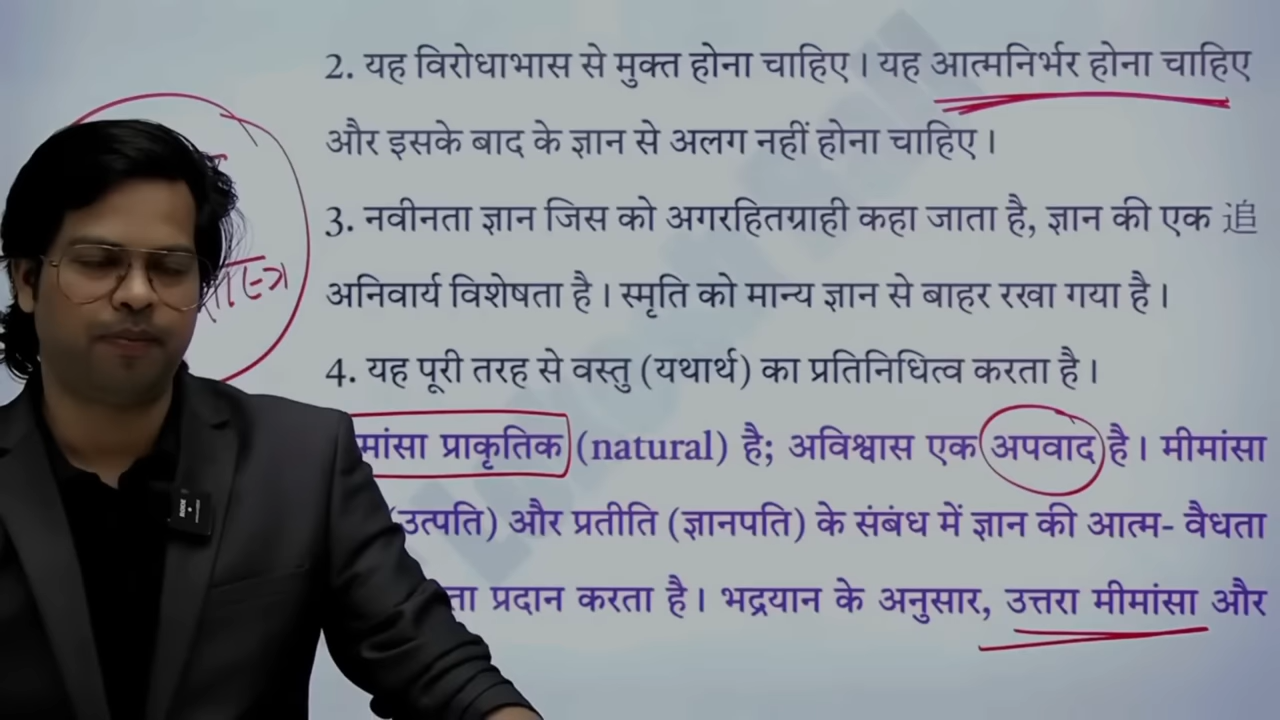 2. यह विरोधाभास से मुक्त होना चाहिए। यह आत्मनिर्भर होना चाहिए
और इसके बाद के ज्ञान से अलग नहीं होना चाहिए।
3. नवीनता ज्ञान जिस को अगरहितग्राही कहा जाता है, ज्ञान की एक 追
अनिवार्य विशेषता है। स्मृति को मान्य ज्ञान से बाहर रखा गया है।
4. यह पूरी तरह से वस्तु (यथार्थ) का प्रतिनिधित्व करता है।
मांसा प्राकृतिक (natural) है; अविश्वास एक अपवाद है। मीमांसा
(उत्पति) और प्रतीति (ज्ञानपति) के संबंध में ज्ञान की आत्म- वैधता
ता प्रदान करता है। भद्रयान के अनुसार, उत्तरा मीमांसा और